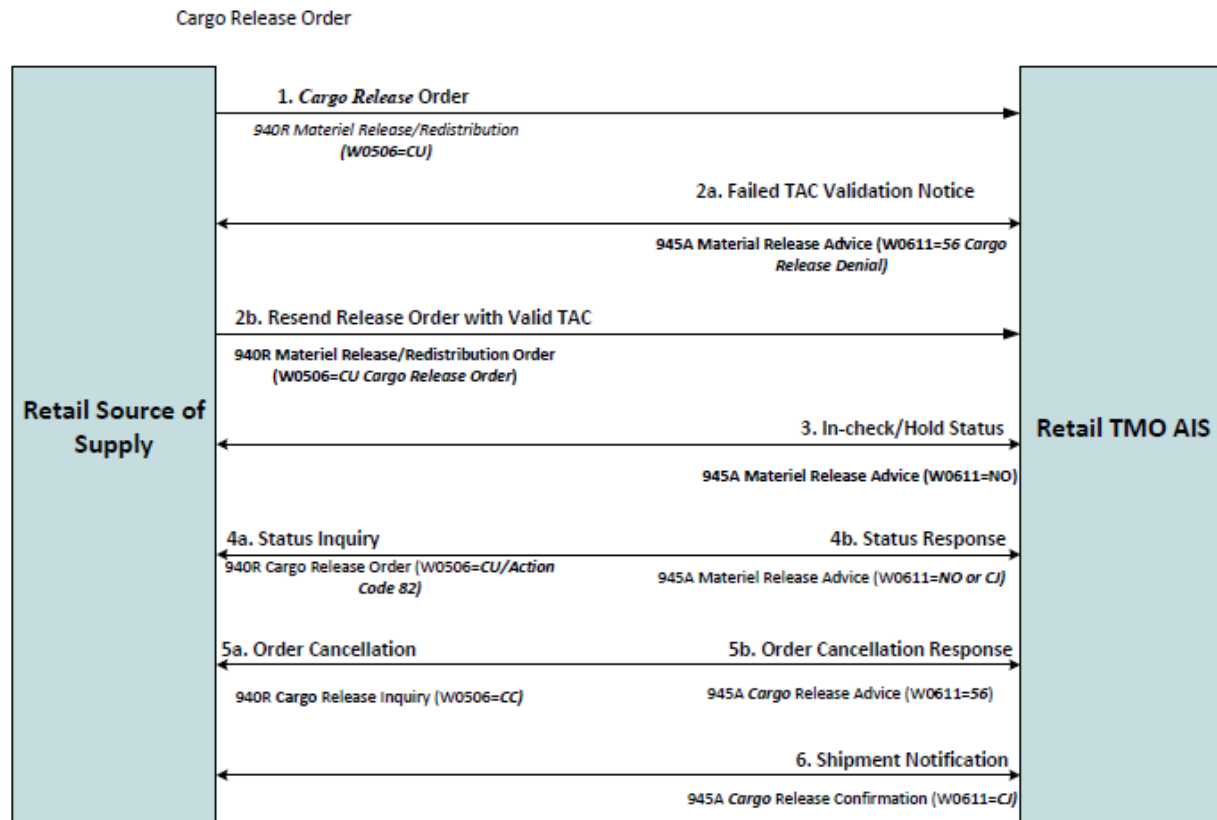 Cargo Release Order
1. Cargo Release Order
940R Materiel Release/Redistribution
(W0506=CU)
2a. Failed TAC Validation Notice
945A Material Release Advice (W0611=56 Cargo
Release Denial)
2b. Resend Release Order with Valid TAC
940R Materiel Release/Redistribution Order
(W0506=CU Cargo Release Order)
Retail Source of
Supply
Retail TMO AIS
3. In-check/Hold Status
945A Materiel Release Advice (W0611=NO)
4a. Status Inquiry
940R Cargo Release Order (W0506=CU/Action
Code 82)
4b. Status Response
945A Materiel Release Advice (W0611=NO or CJ)
5a. Order Cancellation
940R Cargo Release Inquiry (W0506=CC)
5b. Order Cancellation Response
945A Cargo Release Advice (W0611=56)
6. Shipment Notification
945A Cargo Release Confirmation (W0611=CJ)